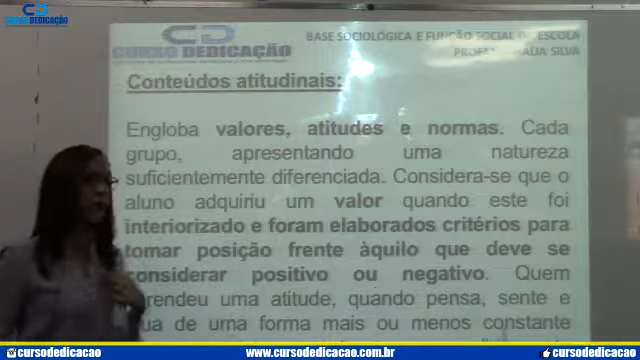 CURSO DEDICAÇÃO
CURSO DEDICAÇÃO
BASE SOCIOLÓGICA E FUNÇÃO SOCIAL D ESCOLA
SILVA
Conteúdos atitudinais:
Engloba valores, atitudes e normas. Cada
grupo, apresentando uma natureza
suficientemente diferenciada. Considera-se que o
aluno adquiriu um valor quando este foi
interiorizado e foram elaborados critérios para
tomar posição frente àquilo que deve se
considerar positivo ou negativo. Quem
uma atitude, quando pensa, sente e
de uma forma mais ou menos constante
@cursodedicacao
www.cursodedicacao.com.br
/cursodedicacao